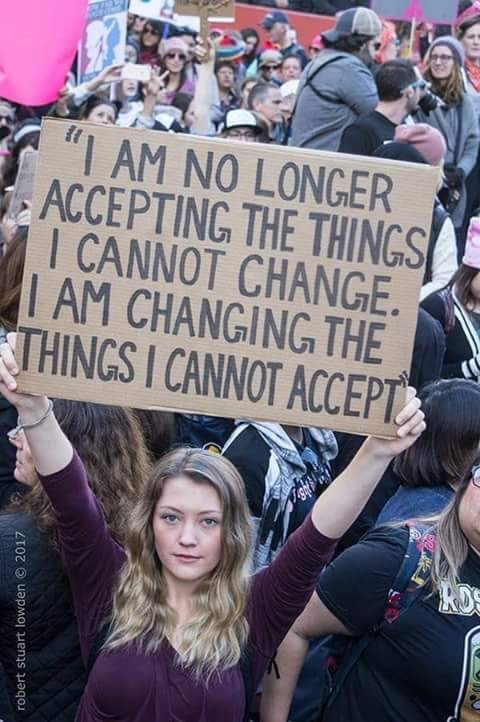 "I AM NO LONGER
ACCEPTING THE THINGS
I CANNOT CHANGE.
I AM CHANGING THE
THINGS I CANNOT ACCEPT"
robert stuart lowden © 2017